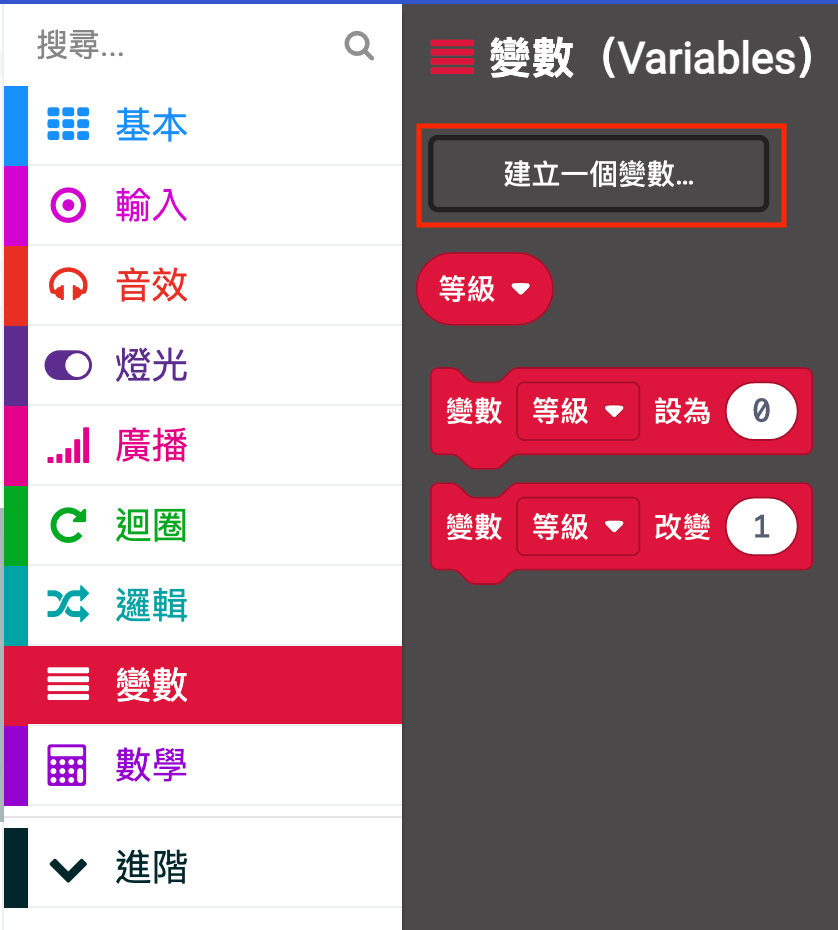 搜尋...
基本
輸入
音效
燈光
廣播
迴圈
邏輯
變數
數學
進階
變數（Variables）
建立一個變數...
等級
變數 等級 設為 0
變數 等級 改變 1